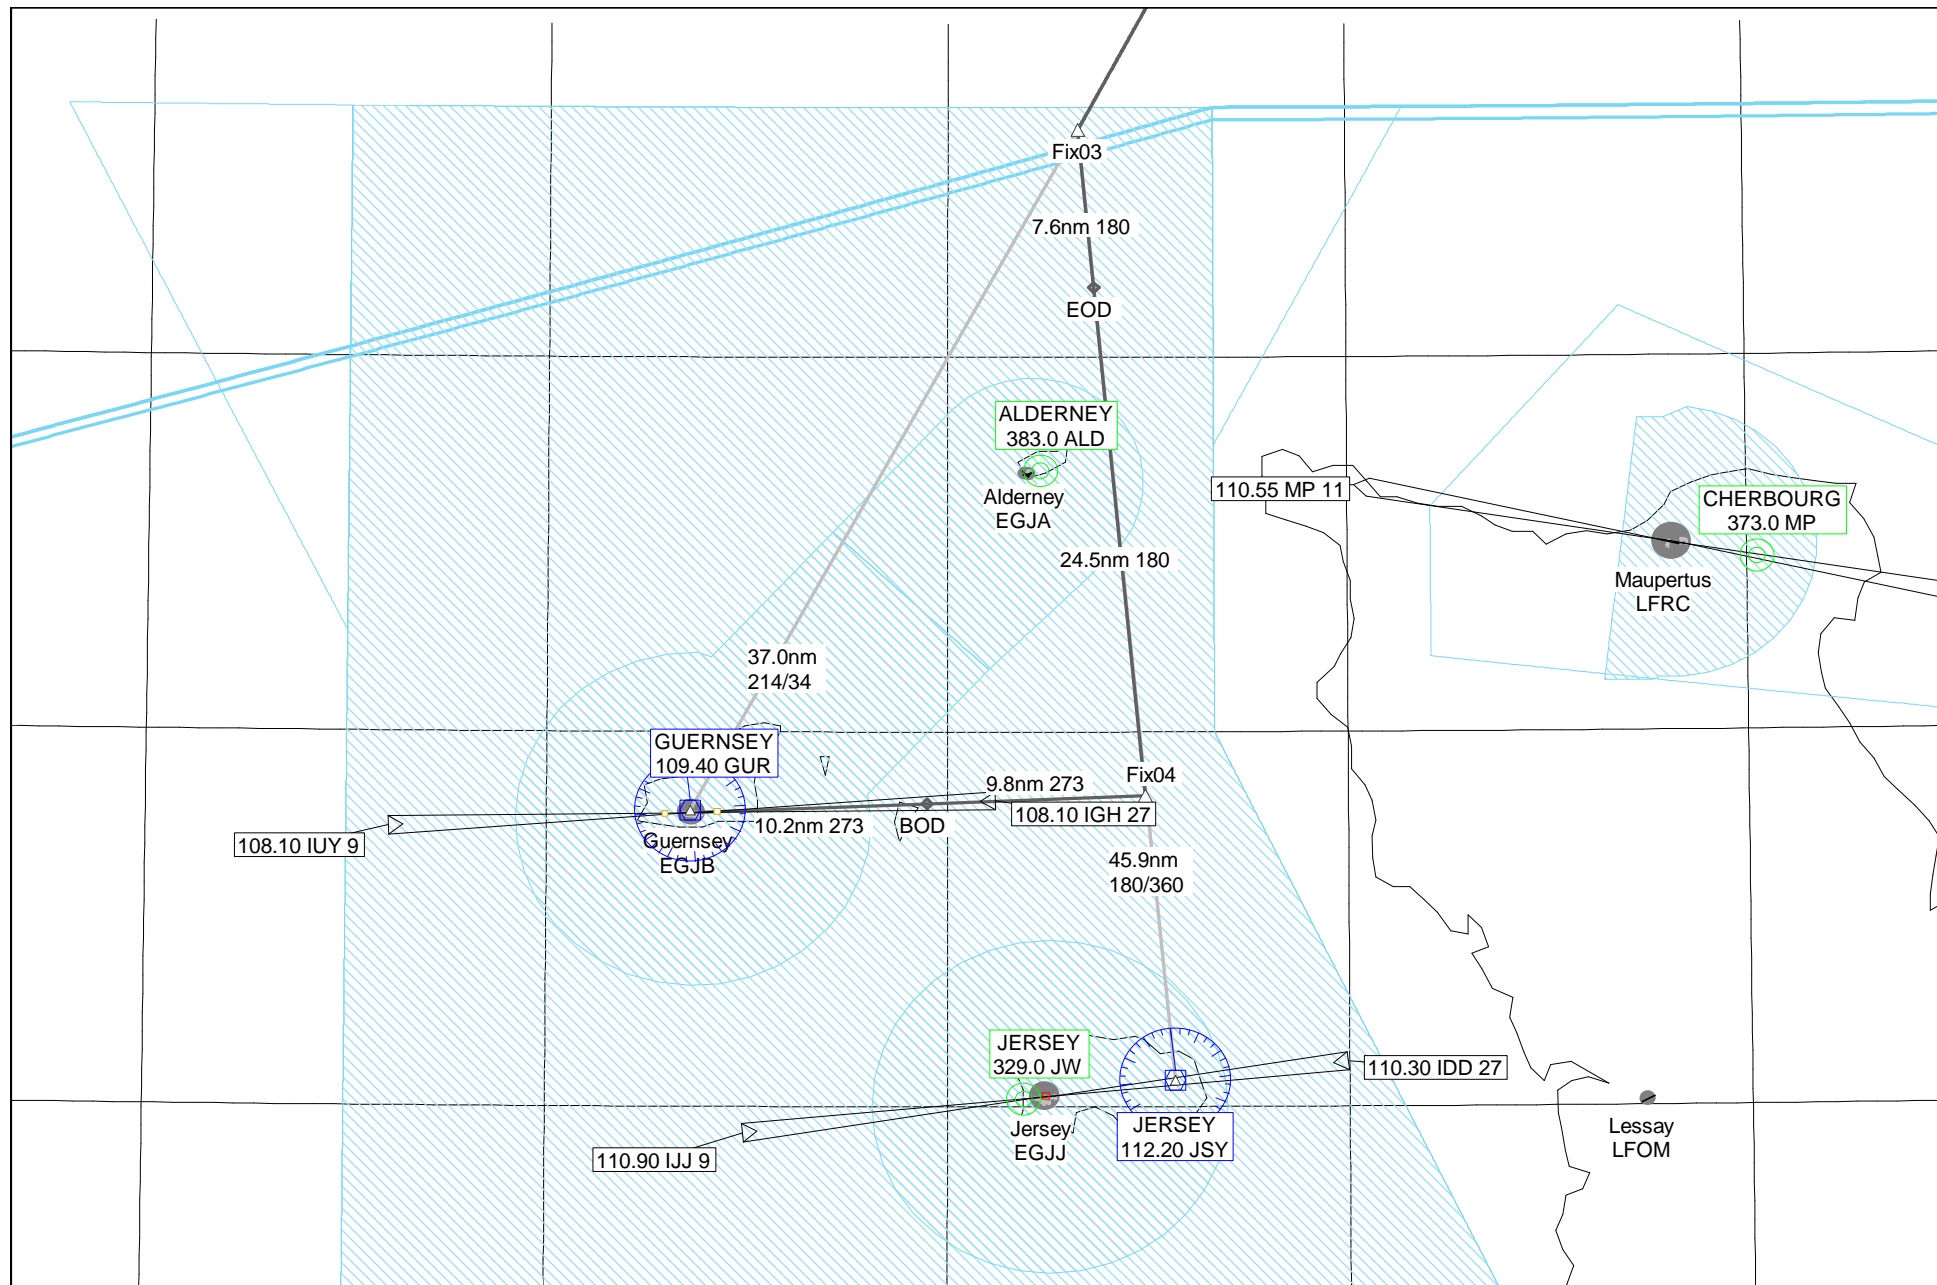 Fix03
7.6nm 180
EOD
ALDERNEY
383.0 ALD
Alderney
EGJA
110.55 MP 11
CHERBOURG
373.0 MP
Maupertus
LFRC
24.5nm 180
37.0nm
214/34
GUERNSEY
109.40 GUR
Fix04
9.8nm 273
108.10 IGH 27
10.2nm 273
BOD
108.10 IUY 9
Guernsey
EGJB
45.9nm
180/360
JERSEY
329.0 JW
110.30 IDD 27
Jersey
EGJJ
JERSEY
112.20 JSY
110.90 IJJ 9
Lessay
LFOM